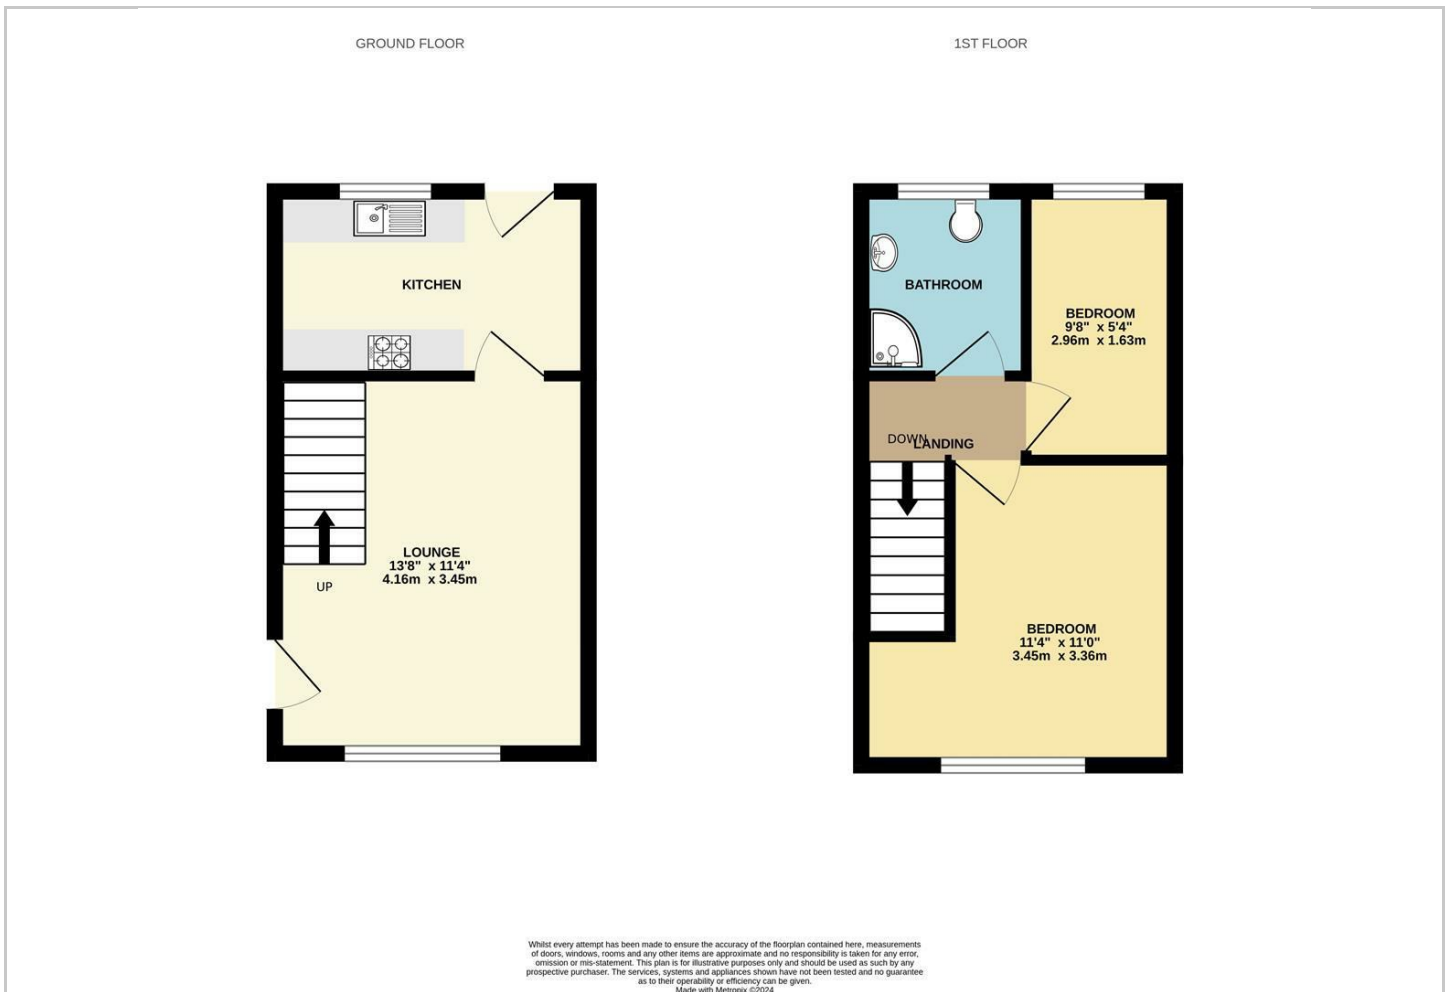 GROUND FLOOR
KITCHEN
LOUNGE
13'8" x 11'4"
4.16m x 3.45m
UP
1ST FLOOR
BATHROOM
BEDROOM
9'8" x 5'4"
2.96m x 1.63m
DOWN
LANDING
BEDROOM
11'4" x 11'0"
3.45m x 3.36m
Whilst every attempt has been made to ensure the accuracy of the floorplan contained here, measurements
of doors, windows, rooms and any other items are approximate and no responsibility is taken for any error,
omission or mis-statement. This plan is for illustrative purposes only and should be used as such by any
prospective purchaser. The services, systems and appliances shown have not been tested and no guarantee
as to their operability or efficiency can be given.
Made with Metropix ©2024